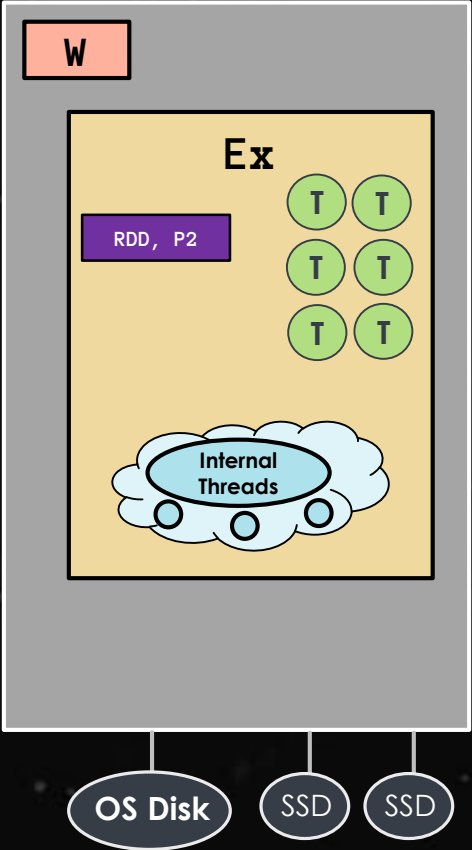 W
Ex
T T
RDD, P2
T T
T T
Internal
Threads
OS Disk
SSD
SSD